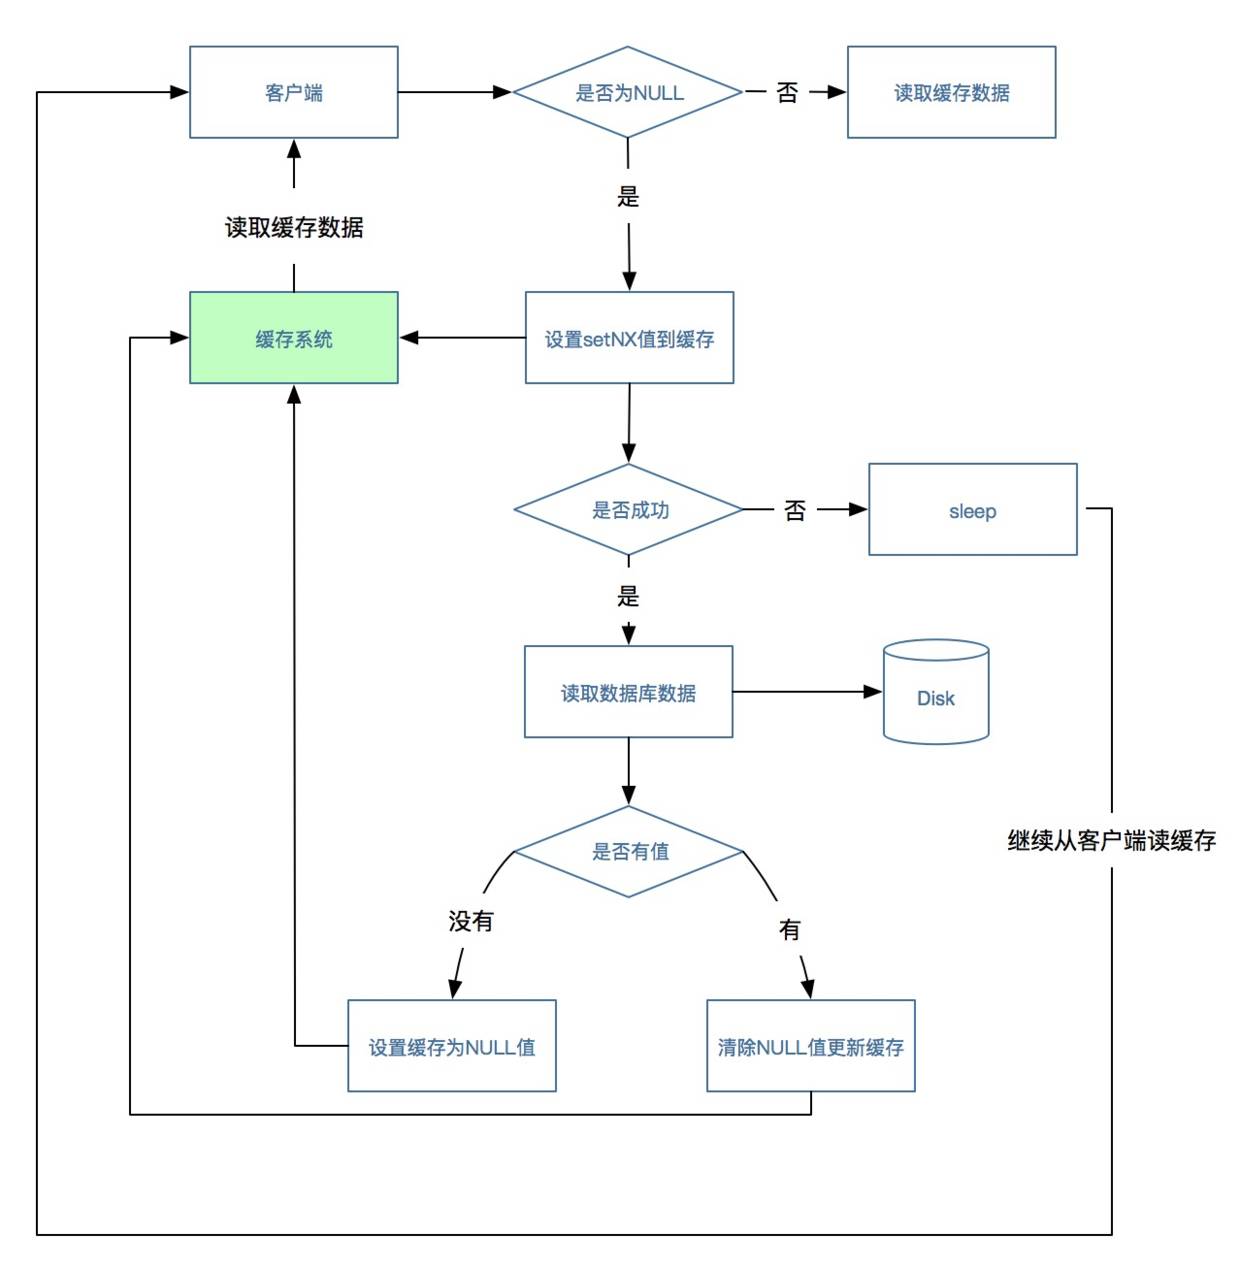 客户端
是否为NULL
否
读取缓存数据
是
读取缓存数据
缓存系统
设置setNX值到缓存
是否成功
否
sleep
是
读取数据库数据
Disk
继续从客户端读缓存
是否有值
没有
有
设置缓存为NULL值
清除NULL值更新缓存